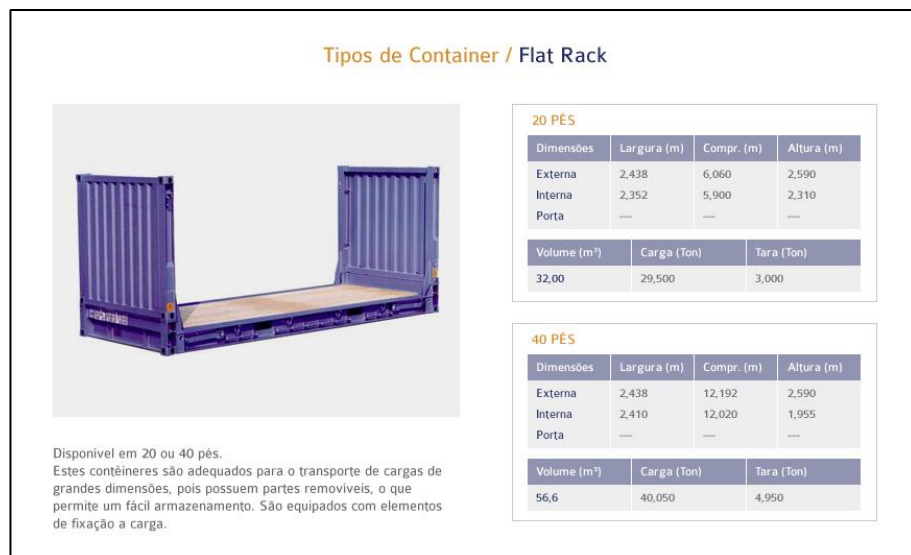 Tipos de Container / Flat Rack
20 PÉS
Dimensões Largura (m) Compr. (m) Altura (m)
Externa 2,438 6,060 2,590
Interna 2,352 5,900 2,310
Porta --- --- ---
Volume (m³) Carga (Ton) Tara (Ton)
32,00 29,500 3,000
40 PÉS
Dimensões Largura (m) Compr. (m) Altura (m)
Externa 2,438 12,192 2,590
Interna 2,410 12,020 1,955
Porta --- --- ---
Volume (m³) Carga (Ton) Tara (Ton)
56,6 40,050 4,950
Disponível em 20 ou 40 pés.
Estes contêineres são adequados para o transporte de cargas de
grandes dimensões, pois possuem partes removíveis, o que
permite um fácil armazenamento. São equipados com elementos
de fixação a carga.